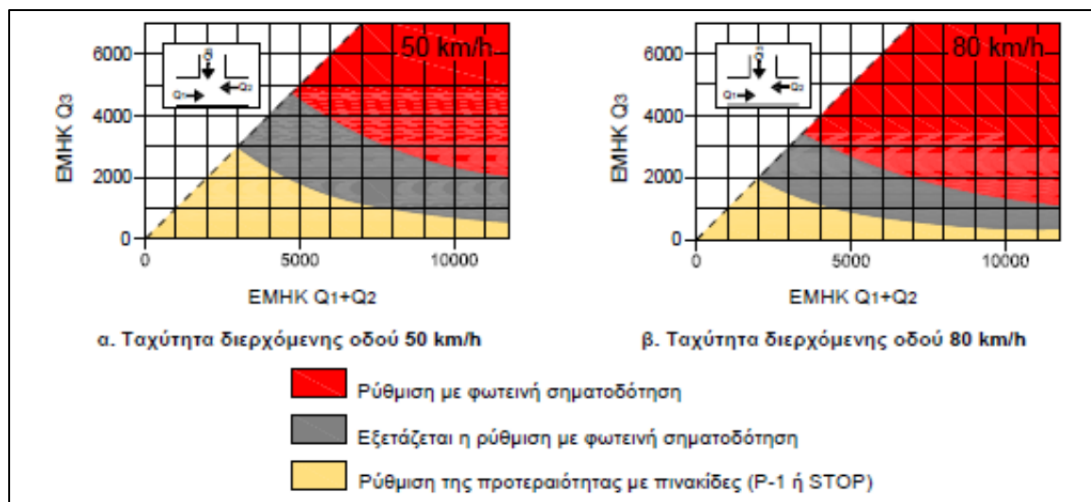 6000
4000
2000
0
ΕΜΗΚ Q3
50 km/h
Q1
Q2
0
5000
10000
ΕΜΗΚ Q1+Q2
α. Ταχύτητα διερχόμενης οδού 50 km/h
6000
4000
2000
0
ΕΜΗΚ Q3
80 km/h
Q3
Q1
Q2
0
5000
10000
ΕΜΗΚ Q1+Q2
β. Ταχύτητα διερχόμενης οδού 80 km/h
Ρύθμιση με φωτεινή σηματοδότηση
Εξετάζεται η ρύθμιση με φωτεινή σηματοδότηση
Ρύθμιση της προτεραιότητας με πινακίδες (Ρ-1 ή STOP)